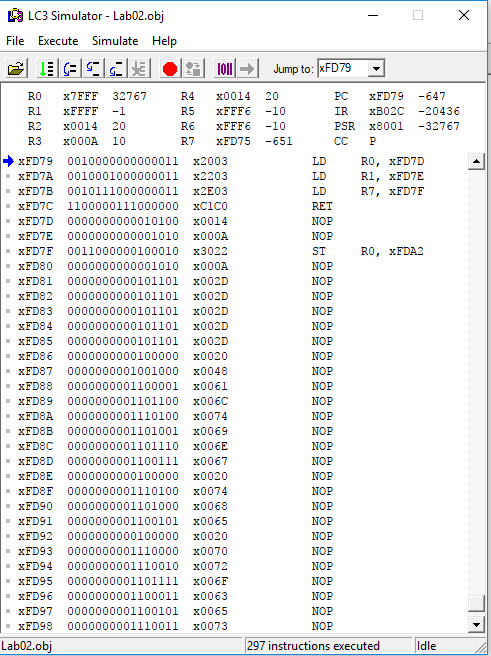 LC3 Simulator - Lab02.obj
File Execute Simulate Help
Jump to: xFD79
R0 x7FFF 32767 R4 x0014 20 PC xFD79 -647
R1 xFFFF -1 R5 xFFF6 -10 IR xB02C -20436
R2 x0014 20 R6 xFFF6 -10 PSR x8001 -32767
R3 x000A 10 R7 xFD75 -651 CC P
xFD79 0010000000000011 x2003 LD R0, xFD7D
xFD7A 0010001000000011 x2203 LD R1, xFD7E
xFD7B 0010111000000011 x2E03 LD R7, xFD7F
xFD7C 1100000111000000 xC1C0 RET
xFD7D 0000000000010100 x0014 NOP
xFD7E 0000000000001010 x000A NOP
xFD7F 0011000000100010 x3022 ST R0, xFDA2
xFD80 0000000000001010 x000A NOP
xFD81 0000000000101101 x002D NOP
xFD82 0000000000101101 x002D NOP
xFD83 0000000000101101 x002D NOP
xFD84 0000000000101101 x002D NOP
xFD85 0000000000101101 x002D NOP
xFD86 0000000000100000 x0020 NOP
xFD87 0000000001001000 x0048 NOP
xFD88 0000000001100001 x0061 NOP
xFD89 0000000001101100 x006C NOP
xFD8A 0000000001110100 x0074 NOP
xFD8B 0000000001101001 x0069 NOP
xFD8C 0000000001101110 x006E NOP
xFD8D 0000000001100111 x0067 NOP
xFD8E 0000000000100000 x0020 NOP
xFD8F 0000000001110100 x0074 NOP
xFD90 0000000001101000 x0068 NOP
xFD91 0000000001100101 x0065 NOP
xFD92 0000000000100000 x0020 NOP
xFD93 0000000001110000 x0070 NOP
xFD94 0000000001110010 x0072 NOP
xFD95 0000000001101111 x006F NOP
xFD96 0000000001100011 x0063 NOP
xFD97 0000000001100101 x0065 NOP
xFD98 0000000001110011 x0073 NOP
Lab02.obj 297 instructions executed Idle